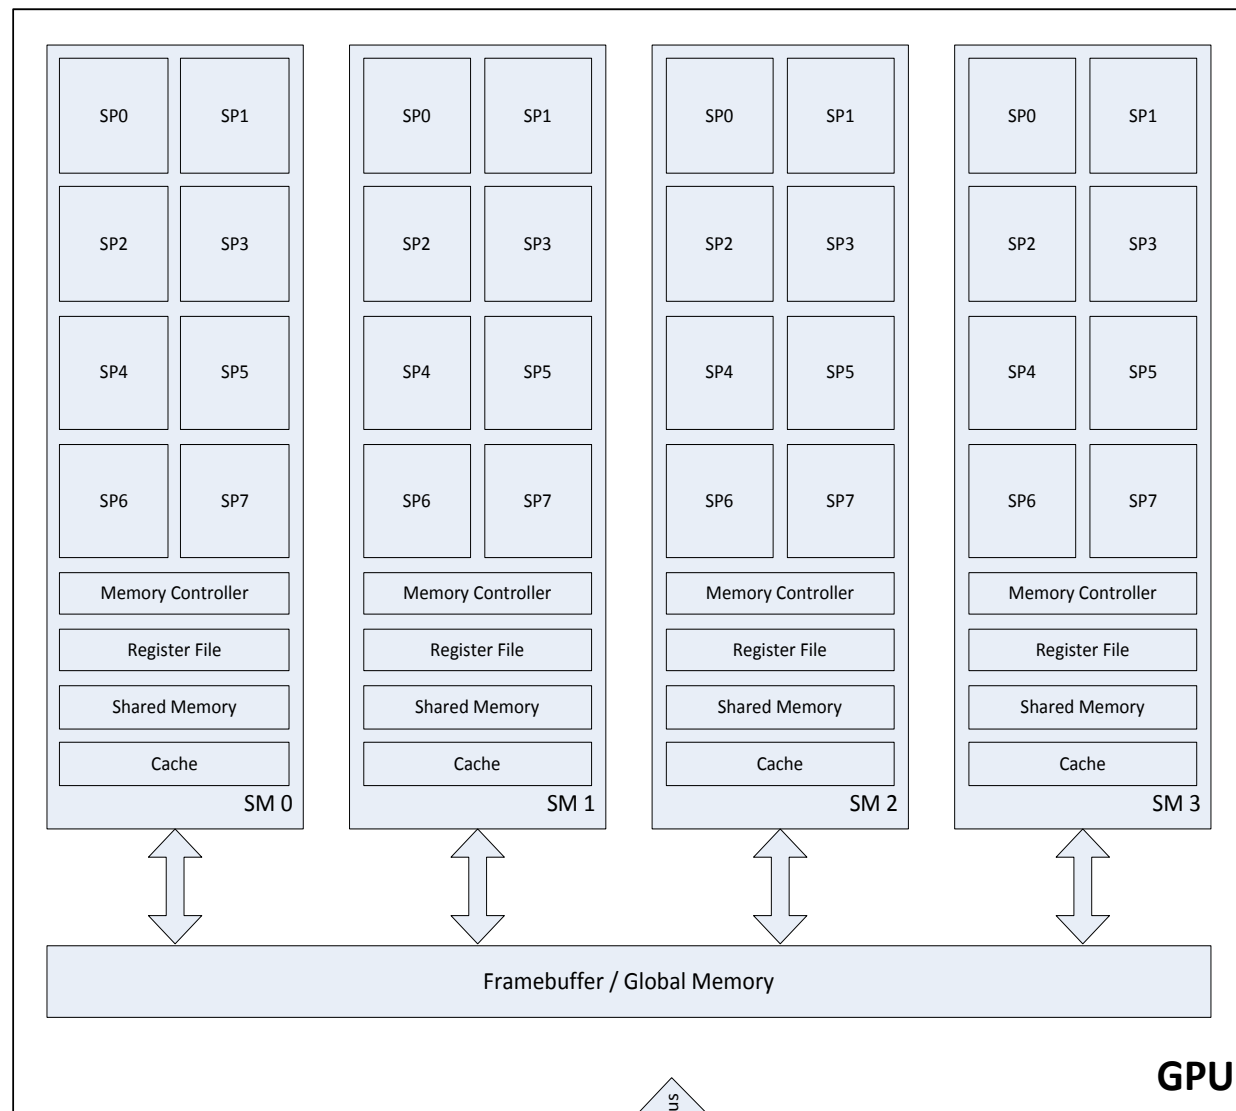 SP0 SP1 SP0 SP1 SP0 SP1 SP0 SP1
SP2 SP3 SP2 SP3 SP2 SP3 SP2 SP3
SP4 SP5 SP4 SP5 SP4 SP5 SP4 SP5
SP6 SP7 SP6 SP7 SP6 SP7 SP6 SP7
Memory Controller Memory Controller Memory Controller Memory Controller
Register File Register File Register File Register File
Shared Memory Shared Memory Shared Memory Shared Memory
Cache Cache Cache Cache
SM 0 SM 1 SM 2 SM 3
Framebuffer / Global Memory
GPU